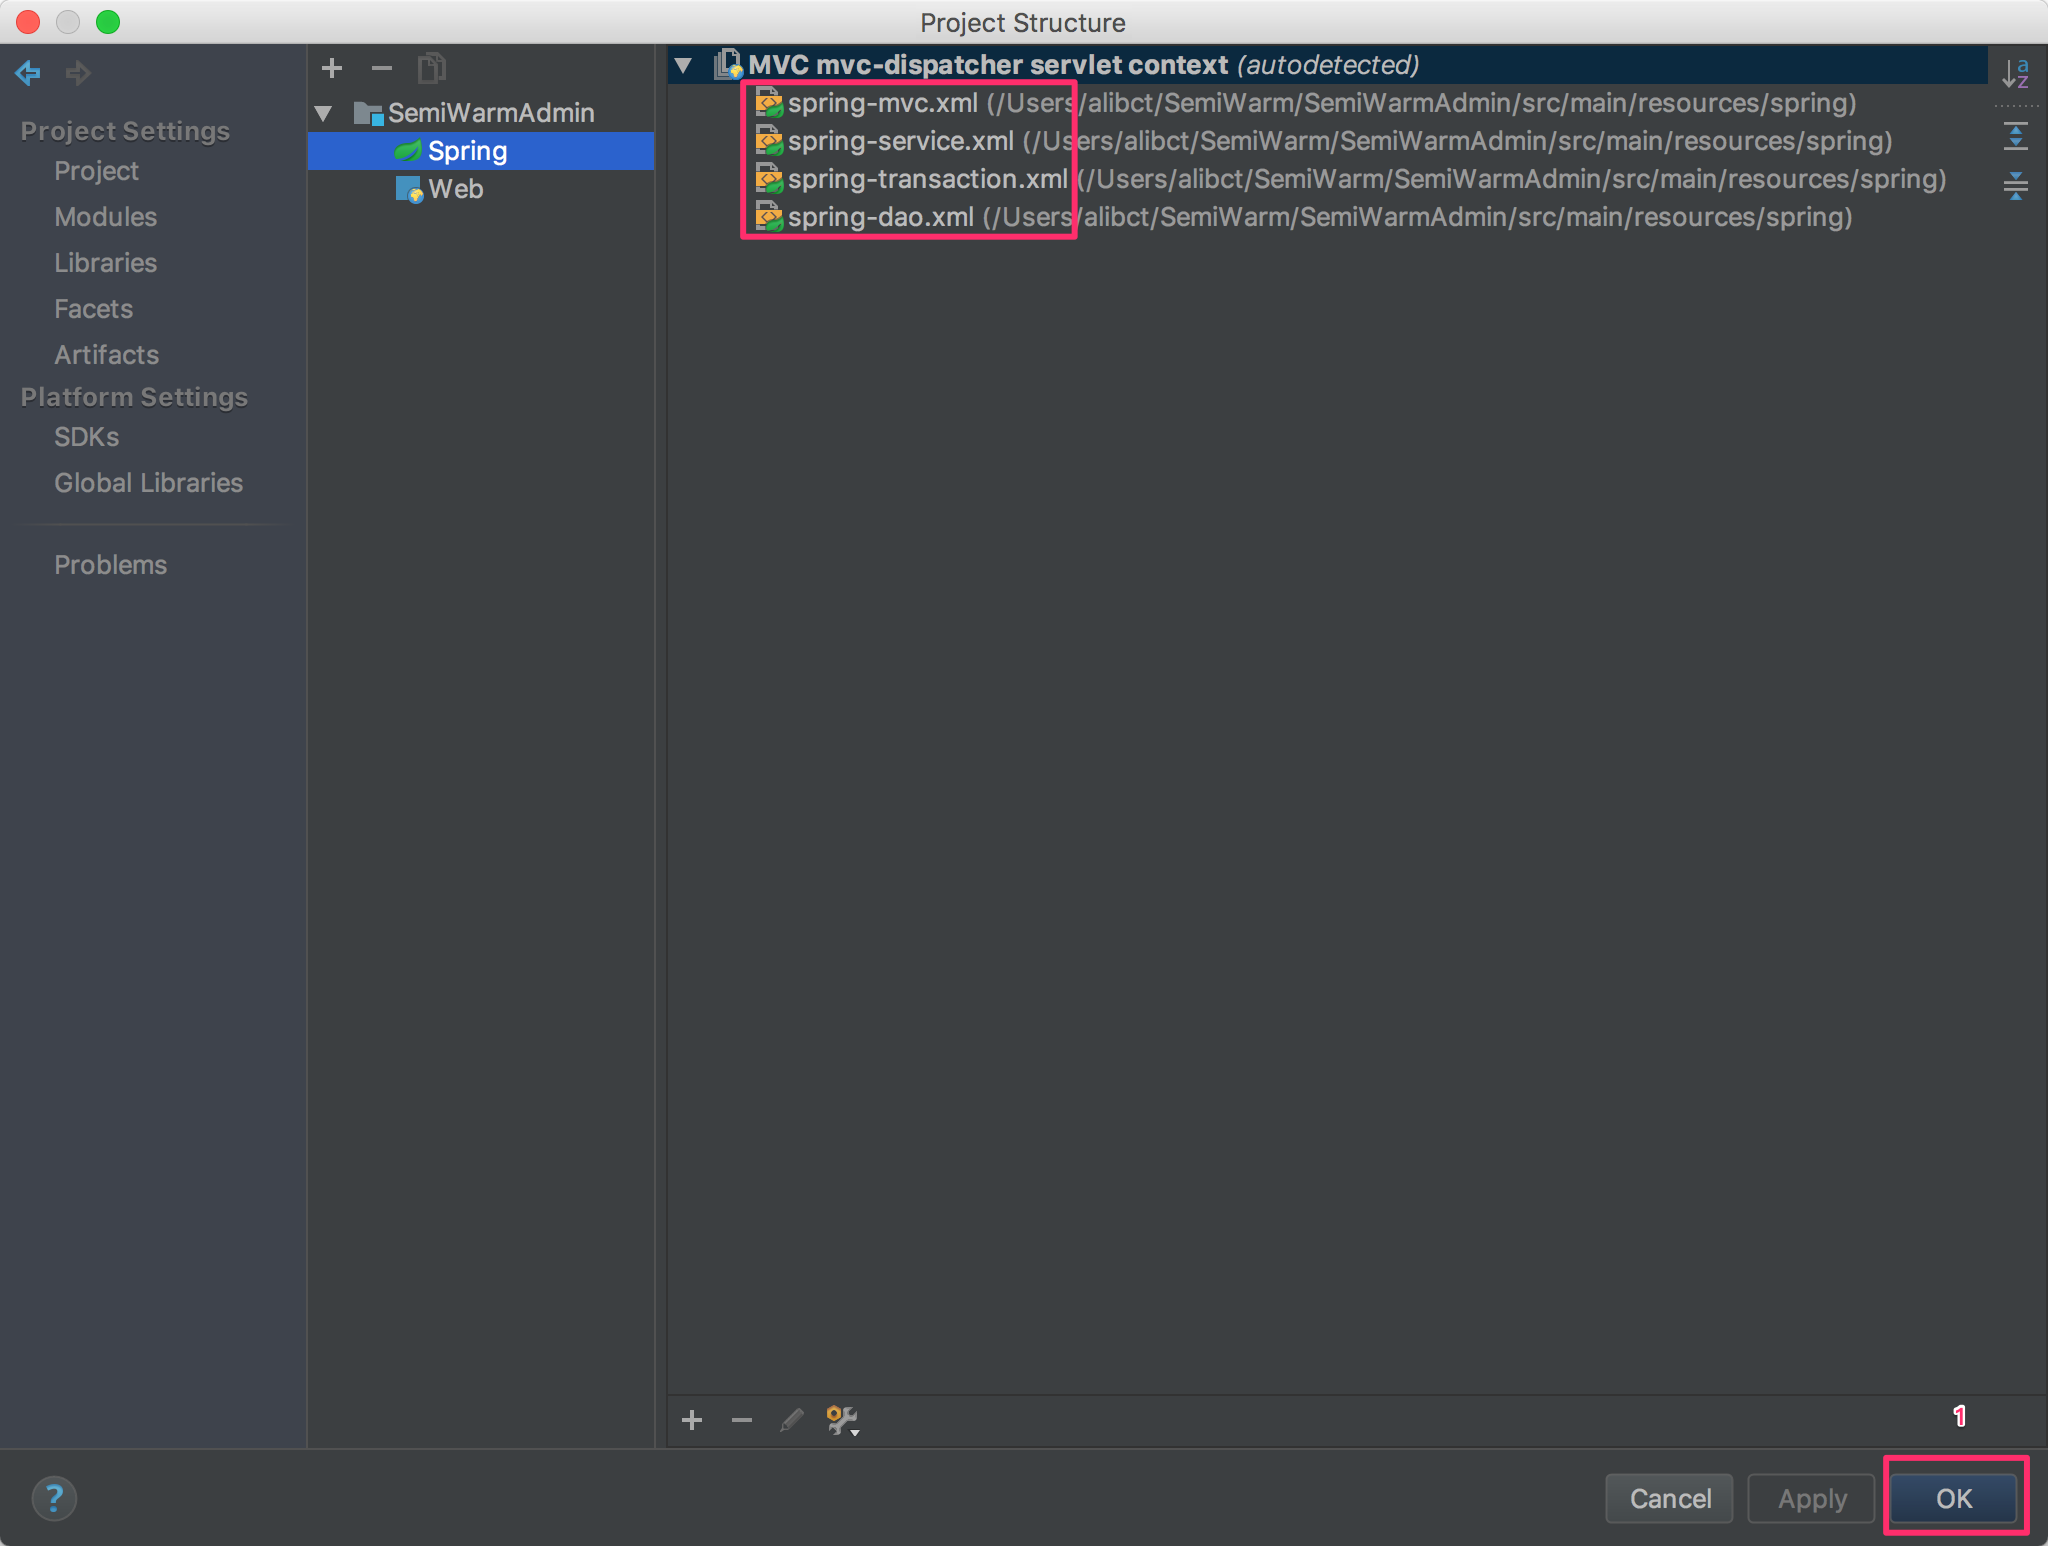 Project Structure
Project Settings
Project
Modules
Libraries
Facets
Artifacts
Platform Settings
SDKs
Global Libraries
Problems
SemiWarmAdmin
Spring
Web
MVC mvc-dispatcher servlet context (autodetected)
spring-mvc.xml (/Users/alibct/SemiWarm/SemiWarmAdmin/src/main/resources/spring)
spring-service.xml (/Users/alibct/SemiWarm/SemiWarmAdmin/src/main/resources/spring)
spring-transaction.xml (/Users/alibct/SemiWarm/SemiWarmAdmin/src/main/resources/spring)
spring-dao.xml (/Users/alibct/SemiWarm/SemiWarmAdmin/src/main/resources/spring)
a
z
1
?
Cancel
Apply
OK